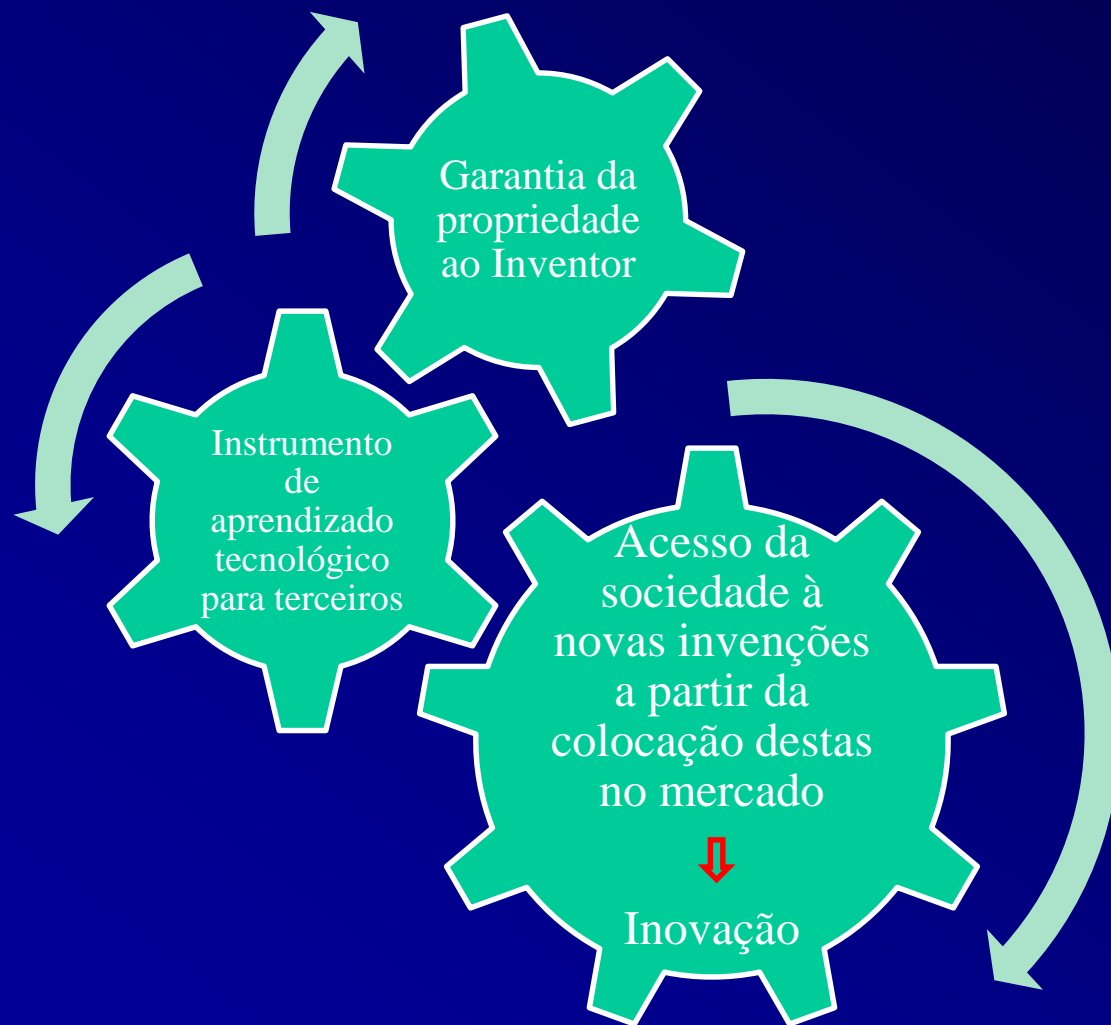 Garantia da
propriedade
ao Inventor
Instrumento
de
aprendizado
tecnológico
para terceiros
Acesso da
sociedade à
novas invenções
a partir da
colocação destas
no mercado
Inovação